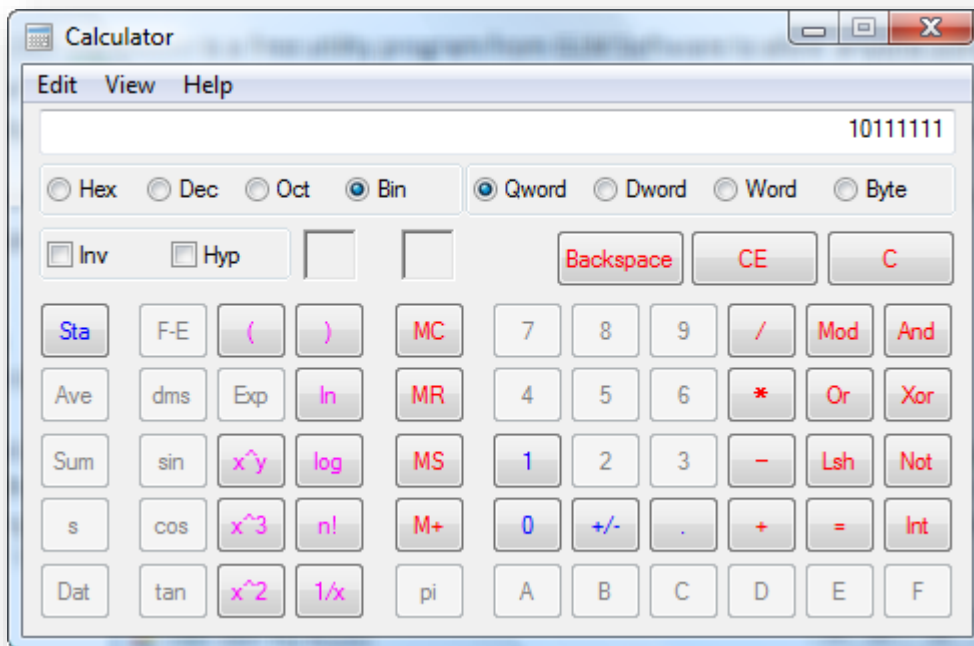 Calculator
Edit View Help
10111111
Hex Dec Oct Bin Qword Dword Word Byte
Inv Hyp Backspace CE C
Sta F-E ( ) MC 7 8 9 / Mod And
Ave dms Exp ln MR 4 5 6 * Or Xor
Sum sin x^y log MS 1 2 3 - Lsh Not
s cos x^3 n! M+ 0 +/- . + = Int
Dat tan x^2 1/x pi A B C D E F